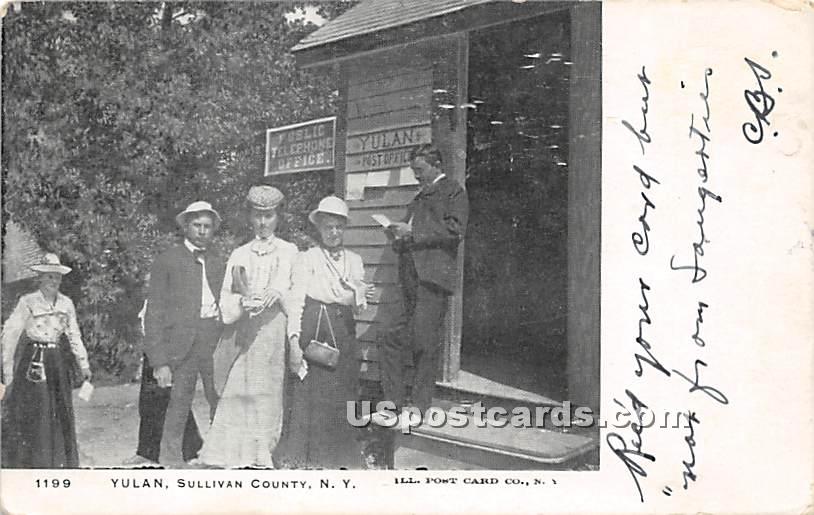 PUBLIC
TELEPHONE
OFFICE.
YULAN
POST OFFICE
USpostcards.com
1199 YULAN, SULLIVAN COUNTY, N. Y. ILL. POST CARD CO., N. Y
Rec'd your card but
not from Saugerties
C.B.S.